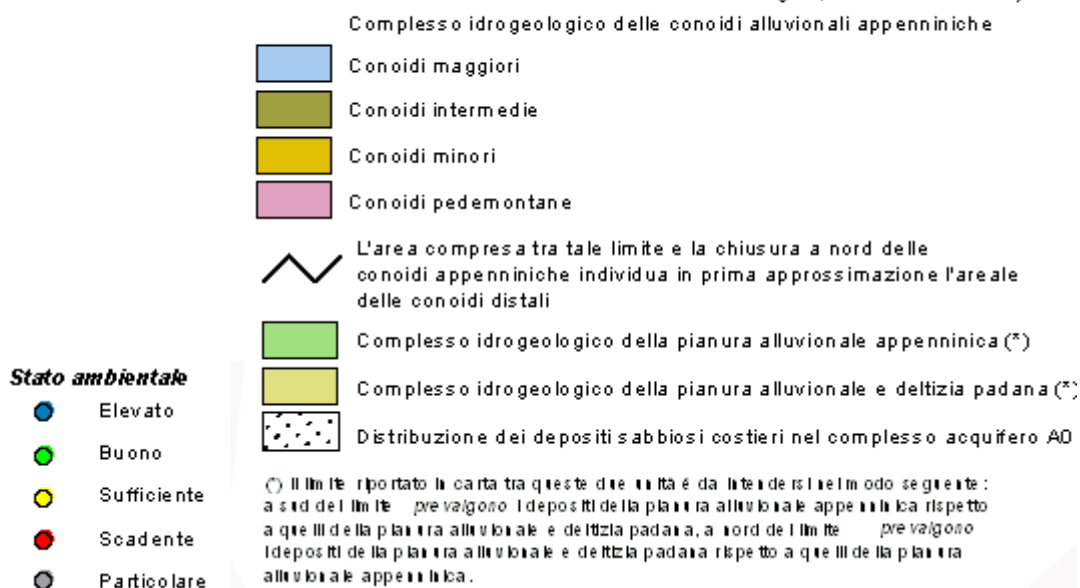 Complesso idrogeologico delle conoidi alluvionali appenniniche
Conoidi maggiori
Conoidi intermedie
Conoidi minori
Conoidi pedemontane
L'area compresa tra tale limite e la chiusura a nord delle
conoidi appenniniche individua in prima approssimazione l'areale
delle conoidi distali
Complesso idrogeologico della pianura alluvionale appenninica (*)
Complesso idrogeologico della pianura alluvionale e deltizia padana (*)
Distribuzione dei depositi sabbiosi costieri nel complesso acquifero A0
Stato ambientale
Elevato
Buono
Sufficiente
Scadente
Particolare
(*) Il limite riportato in carta tra queste due unità é da intendersi nel modo seguente:
a sud del limite prevalgono i depositi della pianura alluvionale appenninica rispetto
a quelli della pianura alluvionale e deltizia padana, a nord del limite prevalgono
i depositi della pianura alluvionale e deltizia padana rispetto a quelli della pianura
alluvionale appenninica.